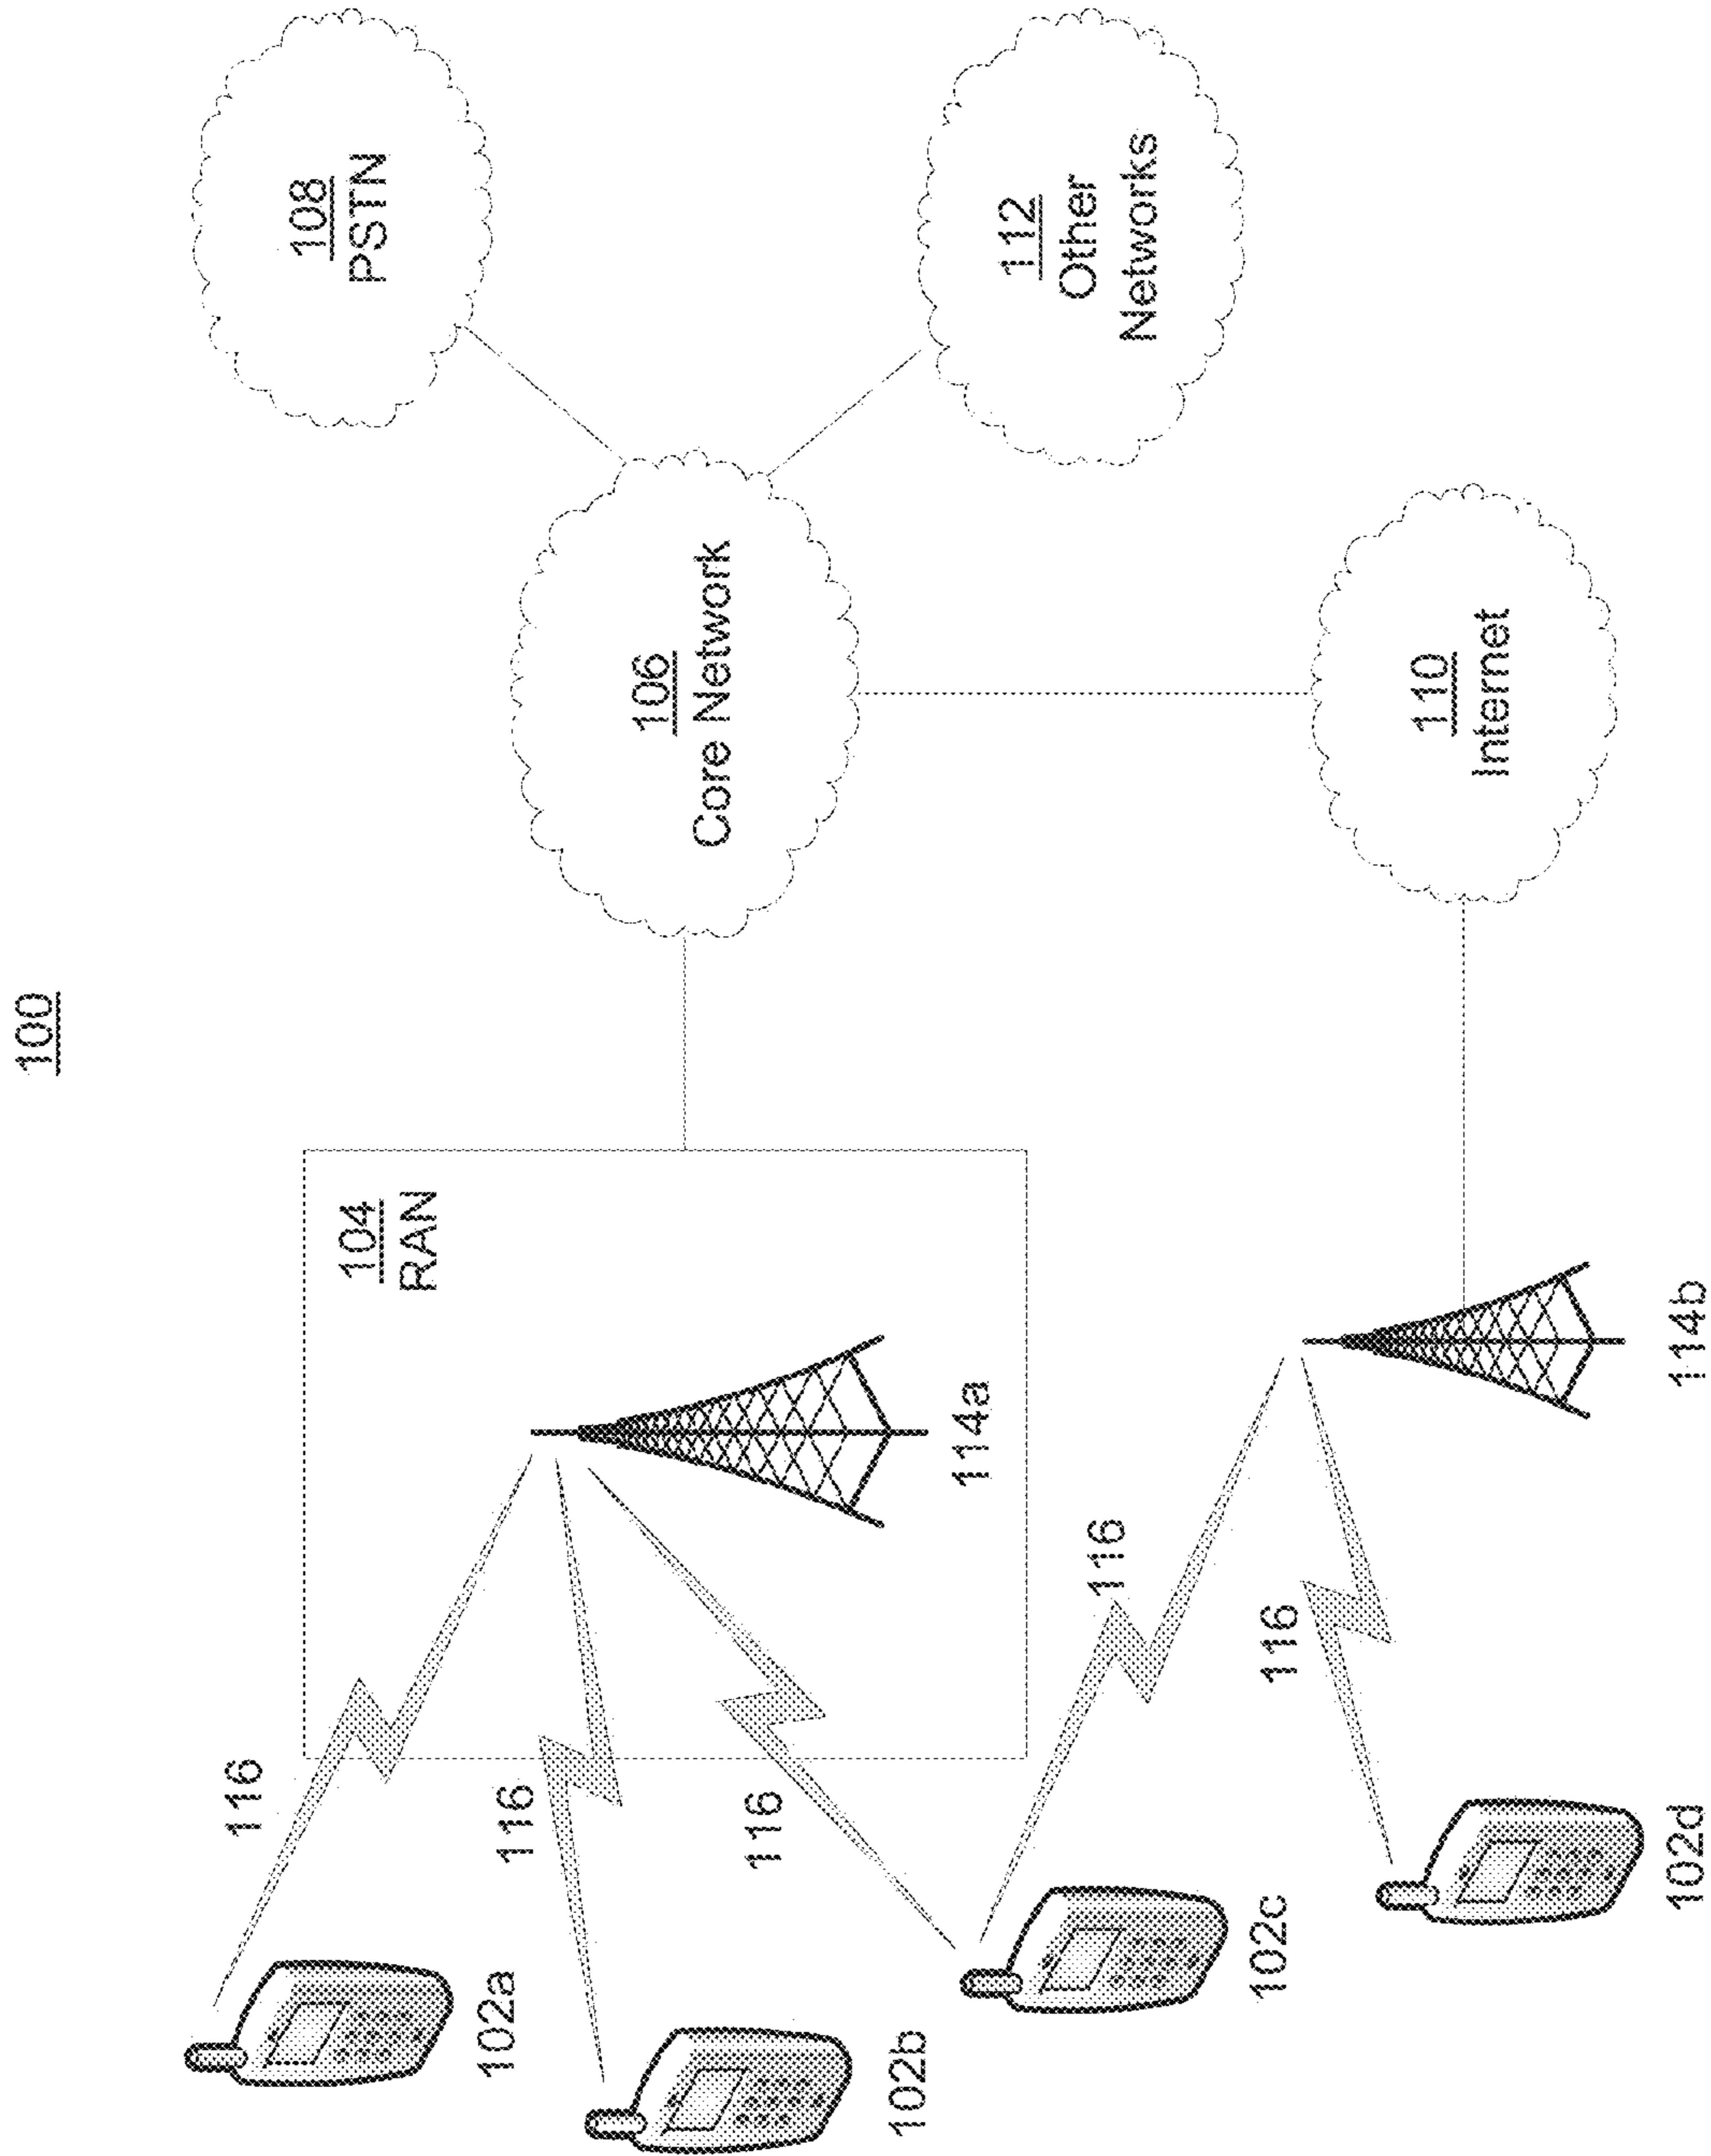 100
108
PSTN
106
Core Network
112
Other
Networks
104
RAN
110
Internet
114a
114b
116
116
116
116
116
102a
102b
102c
102d